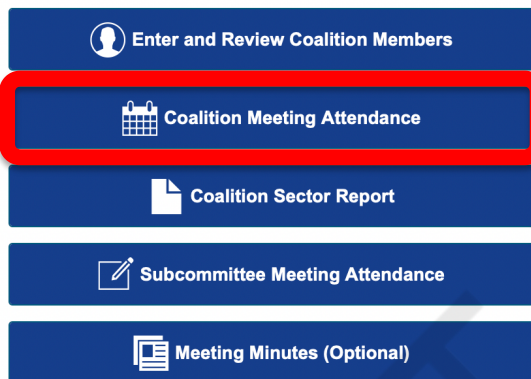 Enter and Review Coalition Members
Coalition Meeting Attendance
Coalition Sector Report
Subcommittee Meeting Attendance
Meeting Minutes (Optional)